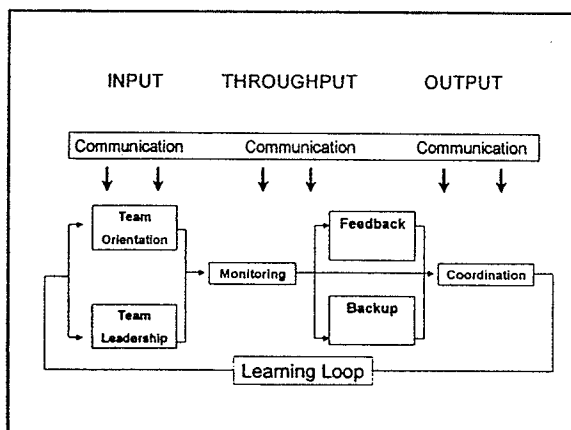 INPUT THROUGHPUT OUTPUT
Communication Communication Communication
Team
Orientation
Feedback
Monitoring
Coordination
Team
Leadership
Backup
Learning Loop